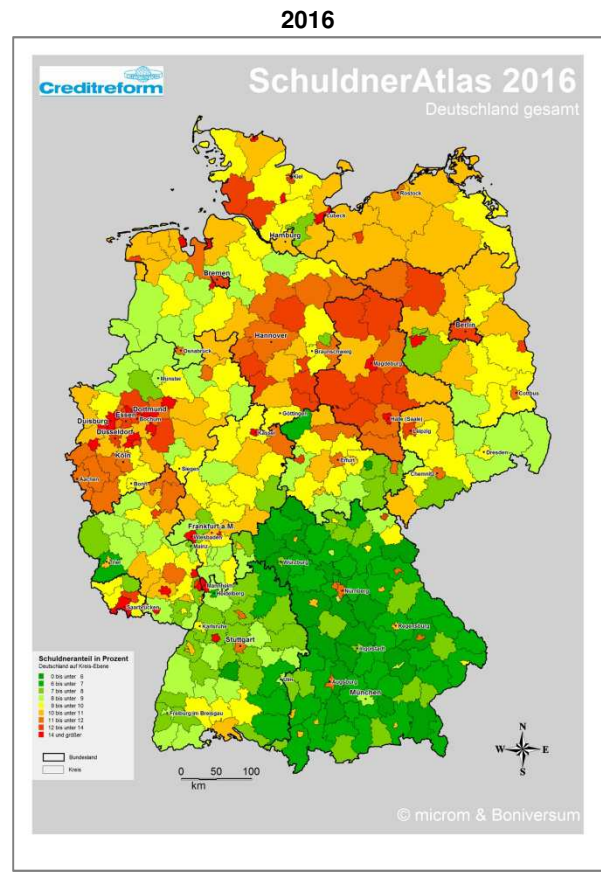 2016
Creditreform
SchuldnerAtlas 2016
Deutschland gesamt
Kiel
Rostock
Lübeck
Hamburg
Bremen
Berlin
Hannover
Braunschweig
Osnabrück
Magdeburg
Münster
Cottbus
Göttingen
Dortmund
Essen
Bochum
Duisburg
Düsseldorf
Halle (Saale)
Leipzig
Kassel
Köln
Dresden
Erfurt
Siegen
Chemnitz
Aachen
Bonn
Frankfurt a.M
Wiesbaden
Mainz
Würzburg
Trier
Mannheim
Heidelberg
Nürnberg
Saarbrücken
Regensburg
Karlsruhe
Stuttgart
Ingolstadt
Augsburg
Ulm
München
Freiburg im Breisgau
Schuldneranteil in Prozent
Deutschland auf Kreis-Ebene
0 bis unter 6
6 bis unter 7
7 bis unter 8
8 bis unter 9
9 bis unter 10
10 bis unter 11
11 bis unter 12
12 bis unter 14
14 und größer
Bundesland
Kreis
0 50 100
km
N
W E
S
© microm & Boniversum